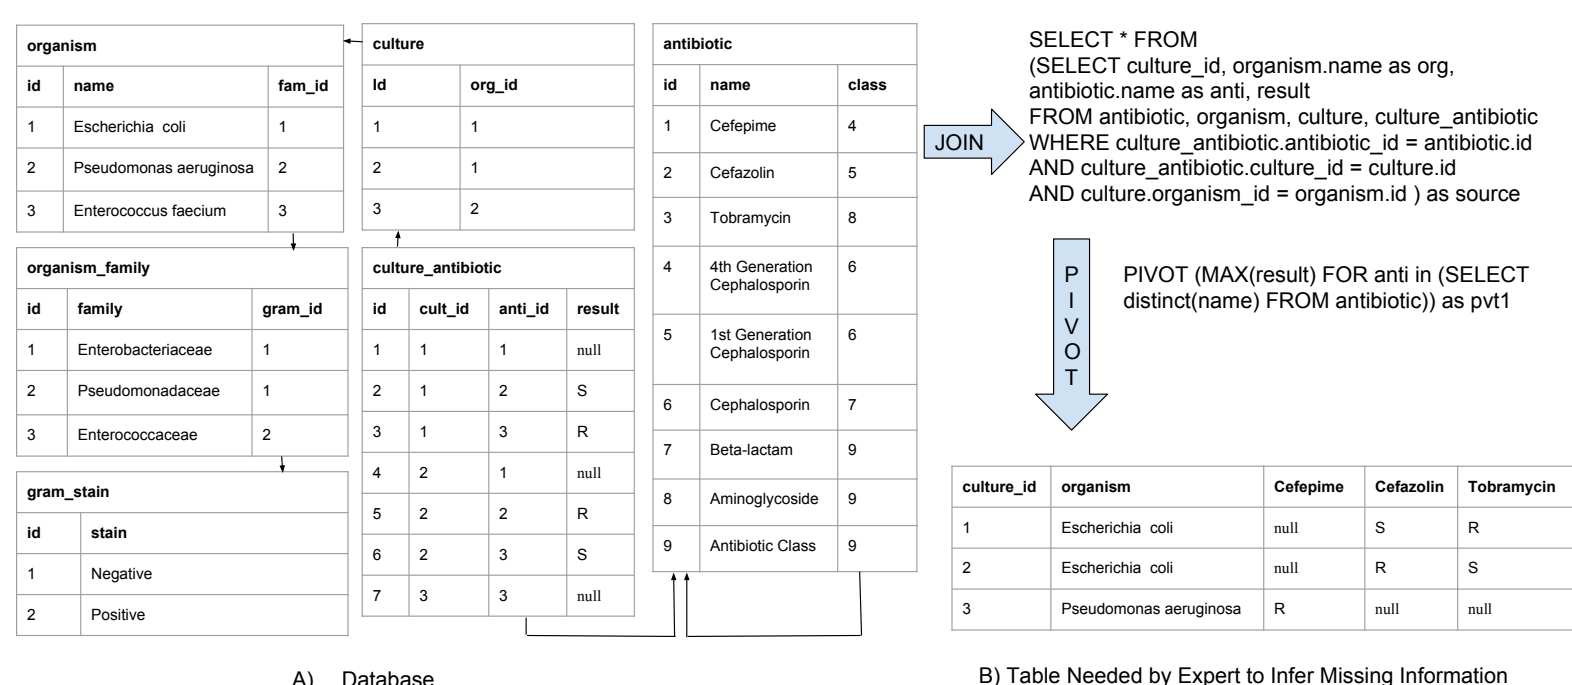 organism
id name fam_id
1 Escherichia coli 1
2 Pseudomonas aeruginosa 2
3 Enterococcus faecium 3
organism_family
id family gram_id
1 Enterobacteriaceae 1
2 Pseudomonadaceae 1
3 Enterococcaceae 2
gram_stain
id stain
1 Negative
2 Positive
culture
Id org_id
1 1
2 1
3 2
culture_antibiotic
id cult_id anti_id result
1 1 1 null
2 1 2 S
3 1 3 R
4 2 1 null
5 2 2 R
6 2 3 S
7 3 3 null
antibiotic
id name class
1 Cefepime 4
2 Cefazolin 5
3 Tobramycin 8
4 4th Generation 6
Cephalosporin
5 1st Generation 6
Cephalosporin
6 Cephalosporin 7
7 Beta-lactam 9
8 Aminoglycoside 9
9 Antibiotic Class 9
A) Database
JOIN
SELECT * FROM
(SELECT culture_id, organism.name as org,
antibiotic.name as anti, result
FROM antibiotic, organism, culture, culture_antibiotic
WHERE culture_antibiotic.antibiotic_id = antibiotic.id
AND culture_antibiotic.culture_id = culture.id
AND culture.organism_id = organism.id ) as source
P
I
V
O
T
PIVOT (MAX(result) FOR anti in (SELECT
distinct(name) FROM antibiotic)) as pvt1
culture_id organism Cefepime Cefazolin Tobramycin
1 Escherichia coli null S R
2 Escherichia coli null R S
3 Pseudomonas aeruginosa R null null
B) Table Needed by Expert to Infer Missing Information